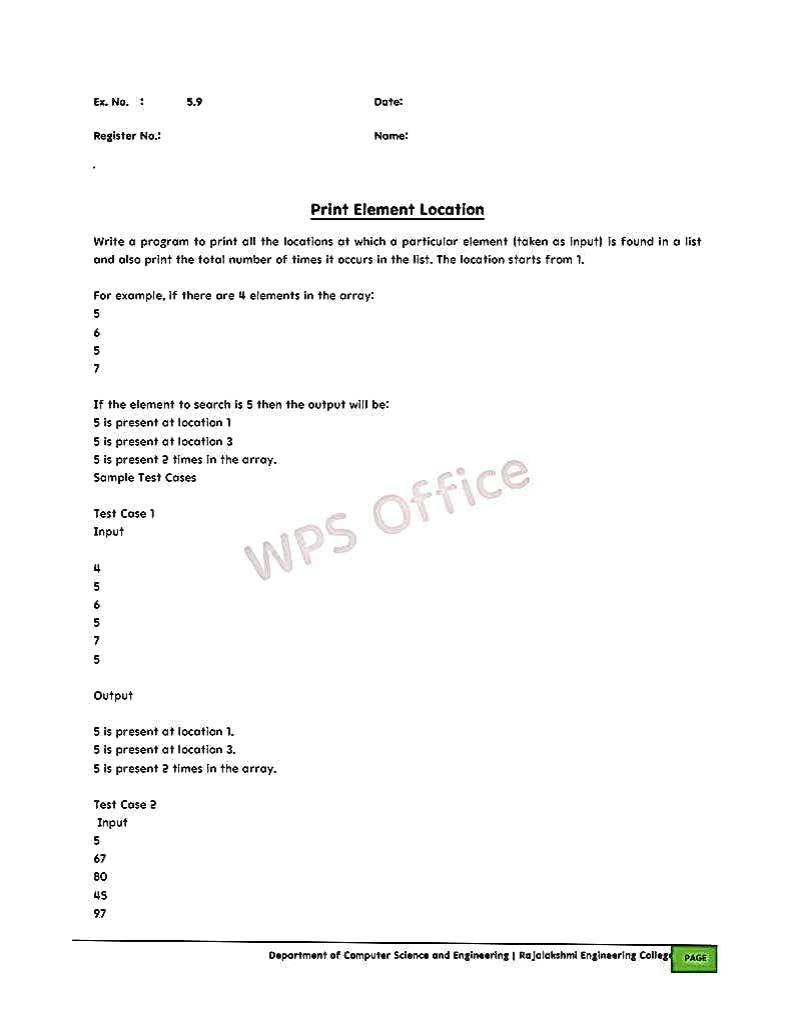 Ex. No. : 5.9 Date:
Register No.: Name:
.
Print Element Location
Write a program to print all the locations at which a particular element (taken as input) is found in a list
and also print the total number of times it occurs in the list. The location starts from 1.
For example, if there are 4 elements in the array:
5
6
5
7
If the element to search is 5 then the output will be:
5 is present at location 1
5 is present at location 3
5 is present 2 times in the array.
Sample Test Cases
Test Case 1
Input
4
5
6
5
7
5
Output
5 is present at location 1.
5 is present at location 3.
5 is present 2 times in the array.
Test Case 2
Input
5
67
80
45
97
WPS Office
Department of Computer Science and Engineering | Rajalakshmi Engineering College
PAGE